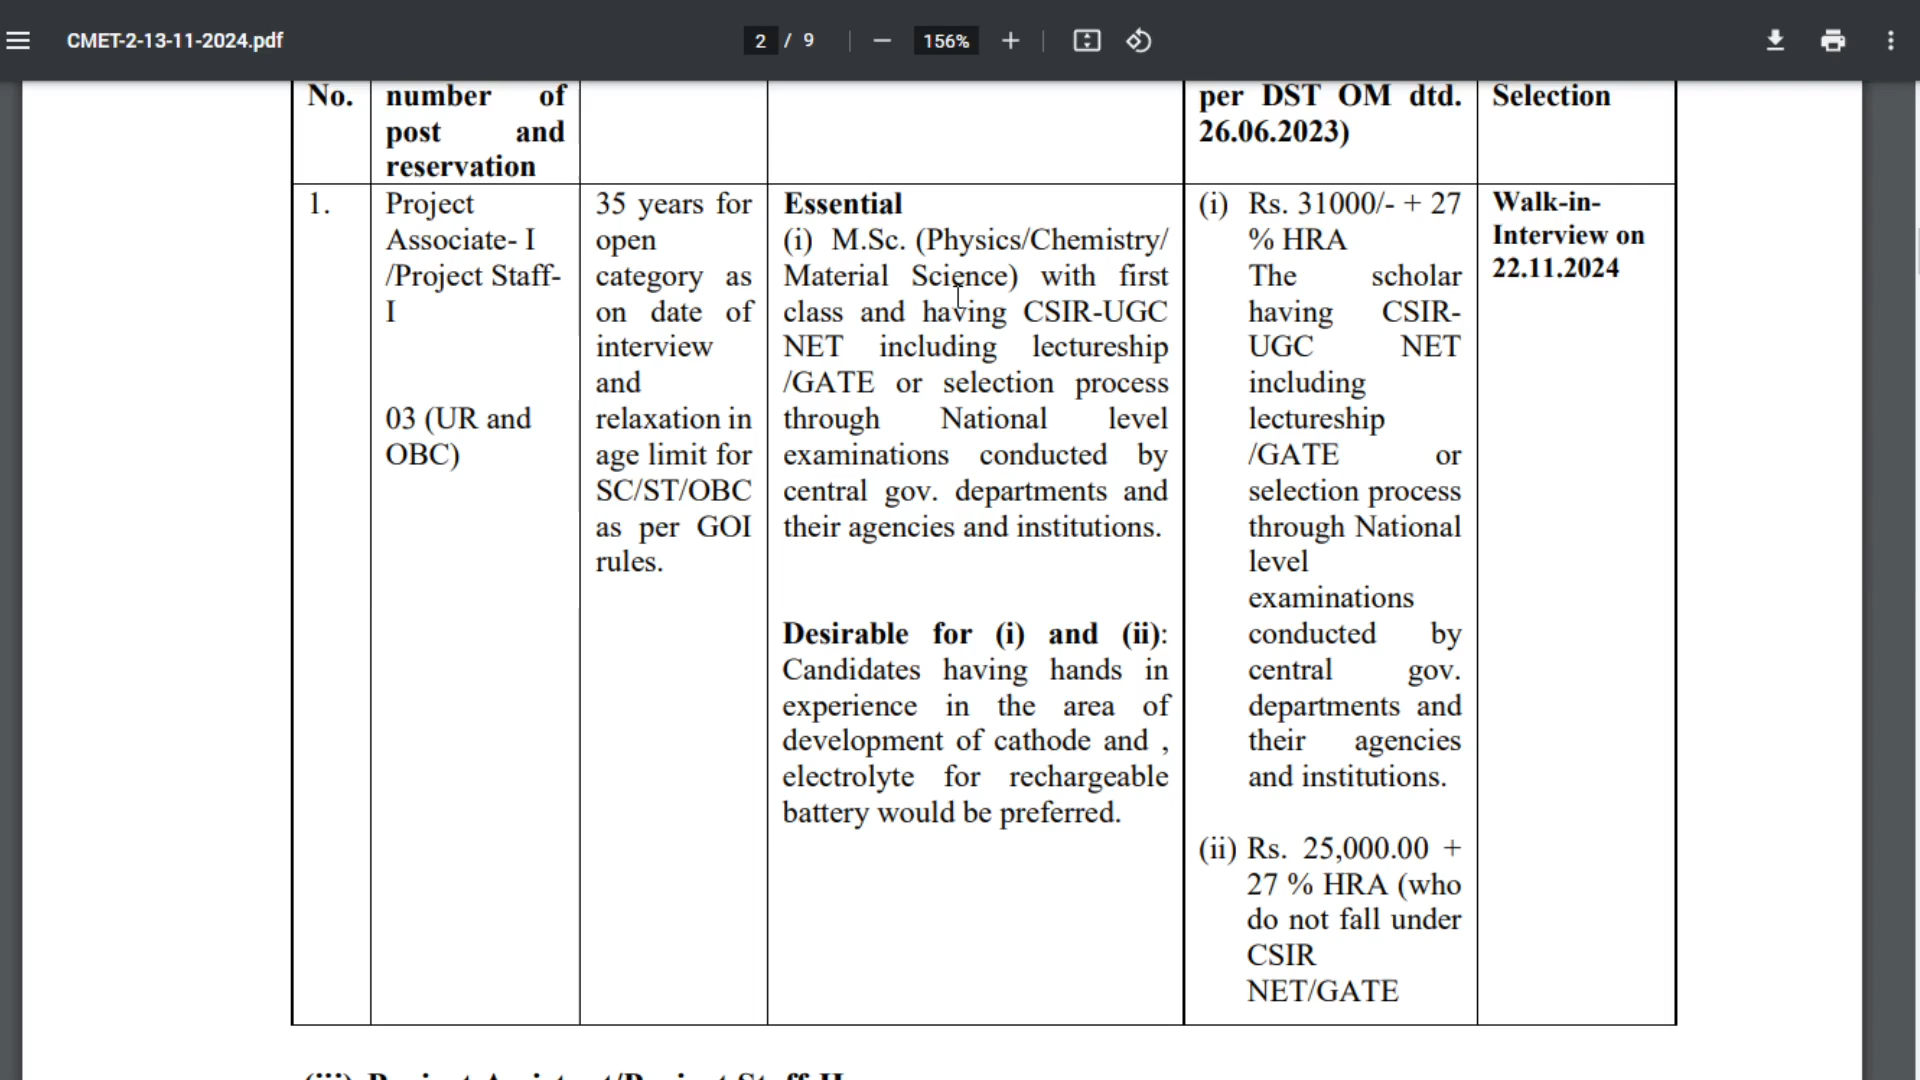 CMET-2-13-11-2024.pdf
2 / 9
156%
No.
number of
post and
reservation
per DST OM dtd.
26.06.2023)
Selection
1.
Project
Associate- I
/Project Staff-
I
03 (UR and
OBC)
35 years for
open
category as
on date of
interview
and
relaxation in
age limit for
SC/ST/OBC
as per GOI
rules.
Essential
(i) M.Sc. (Physics/Chemistry/
Material Science) with first
class and having CSIR-UGC
NET including lectureship
/GATE or selection process
through National level
examinations conducted by
central gov. departments and
their agencies and institutions.
Desirable for (i) and (ii):
Candidates having hands in
experience in the area of
development of cathode and ,
electrolyte for rechargeable
battery would be preferred.
(i) Rs. 31000/- + 27
% HRA
The scholar
having CSIR-
UGC NET
including
lectureship
/GATE or
selection process
through National
level
examinations
conducted by
central gov.
departments and
their agencies
and institutions.
(ii) Rs. 25,000.00 +
27 % HRA (who
do not fall under
CSIR
NET/GATE
Walk-in-
Interview on
22.11.2024
(iii) Project Assistant/Project Staff-II